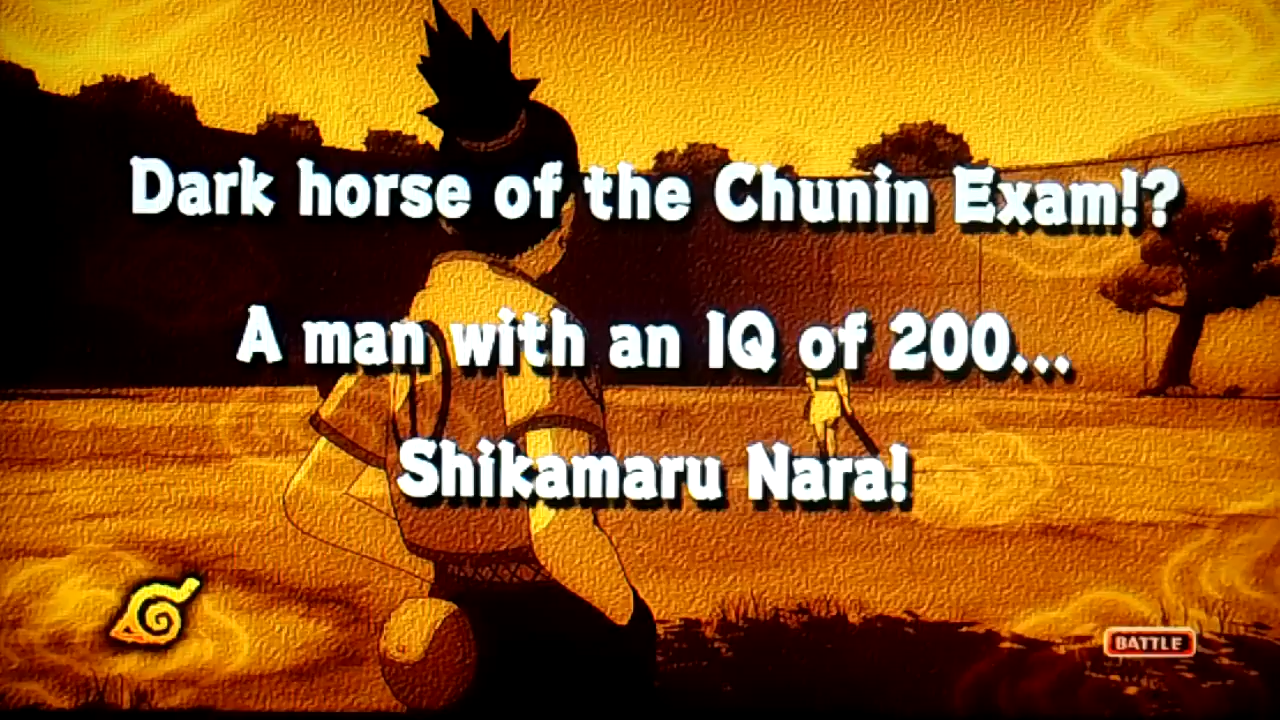 Dark horse of the Chunin Exam!?
A man with an IQ of 200...
Shikamaru Nara!
BATTLE